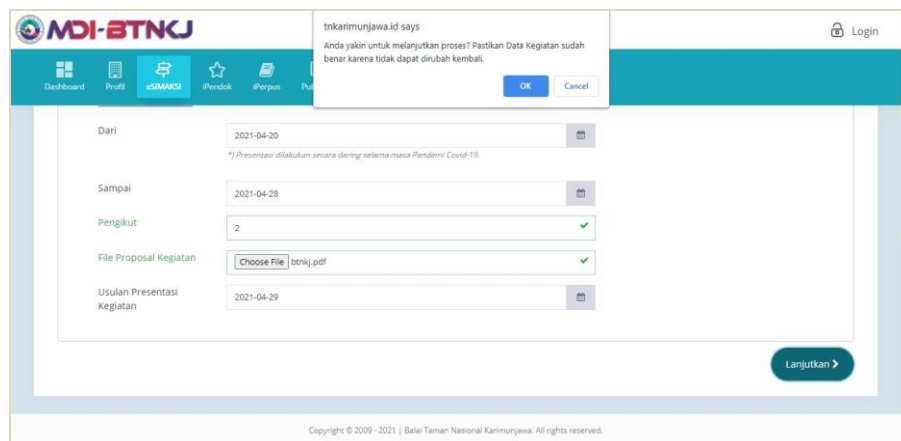 MDI-BTNKJ
tnkarimunjawa.id says
Anda yakin untuk melanjutkan proses? Pastikan Data Kegiatan sudah
benar karena tidak dapat dirubah kembali.
OK Cancel
Login
Dashboard Profil eSIMAKSI iPendok iPerpus
Dari 2021-04-20
*) Presentasi dilakukan secara daring selama masa Pandemi Covid-19.
Sampai 2021-04-28
Pengikut 2
File Proposal Kegiatan Choose File btnkj.pdf
Usulan Presentasi
Kegiatan 2021-04-29
Lanjutkan
Copyright © 2009 - 2021 | Balai Taman Nasional Karimunjawa. All rights reserved.